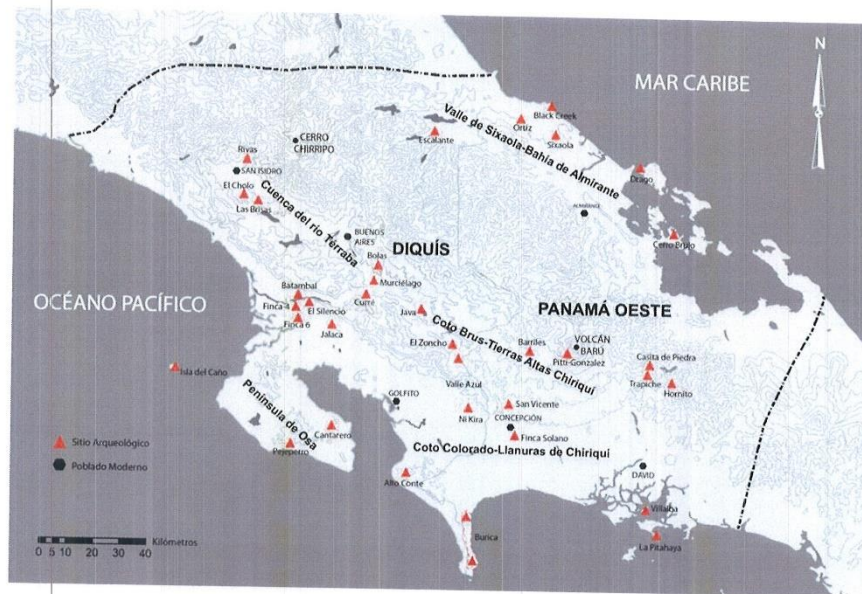 N
MAR CARIBE
Valle de Sixaola-Bahía de Almirante
Black Creek
Oruz
Sixaola
Escalante
CERRO
CHIRRIPO
Rivas
SAN ISIDRO
El Cholo
Las Brisas
Cuenca del río Térraba
Drago
Cerro Brujo
BUENOS
AIRES
DIQUÍS
Bolas
Murciélago
Curré
OCÉANO PACÍFICO
Batambal
Finca 4
El Silencio
Finca 6
Jalaca
Java
PANAMÁ OESTE
Coto Brus-Tierras Altas Chiriquí
El Zoncho
Barriles
VOLCÁN
BARÚ
Pitti-Gonzalez
Casita de Piedra
Trapiche
Hornito
Isla del Caño
Valle Azul
GOLFITO
Ni Kira
San Vicente
CONCEPCIÓN
Finca Solano
Península de Osa
Cantarero
Pejeperro
Coto Colorado-Llanuras de Chiriquí
Sitio Arqueológico
Poblado Moderno
Alto Conte
DAVID
Villalba
La Pitahaya
Burica
Kilómetros
0 5 10 20 30 40